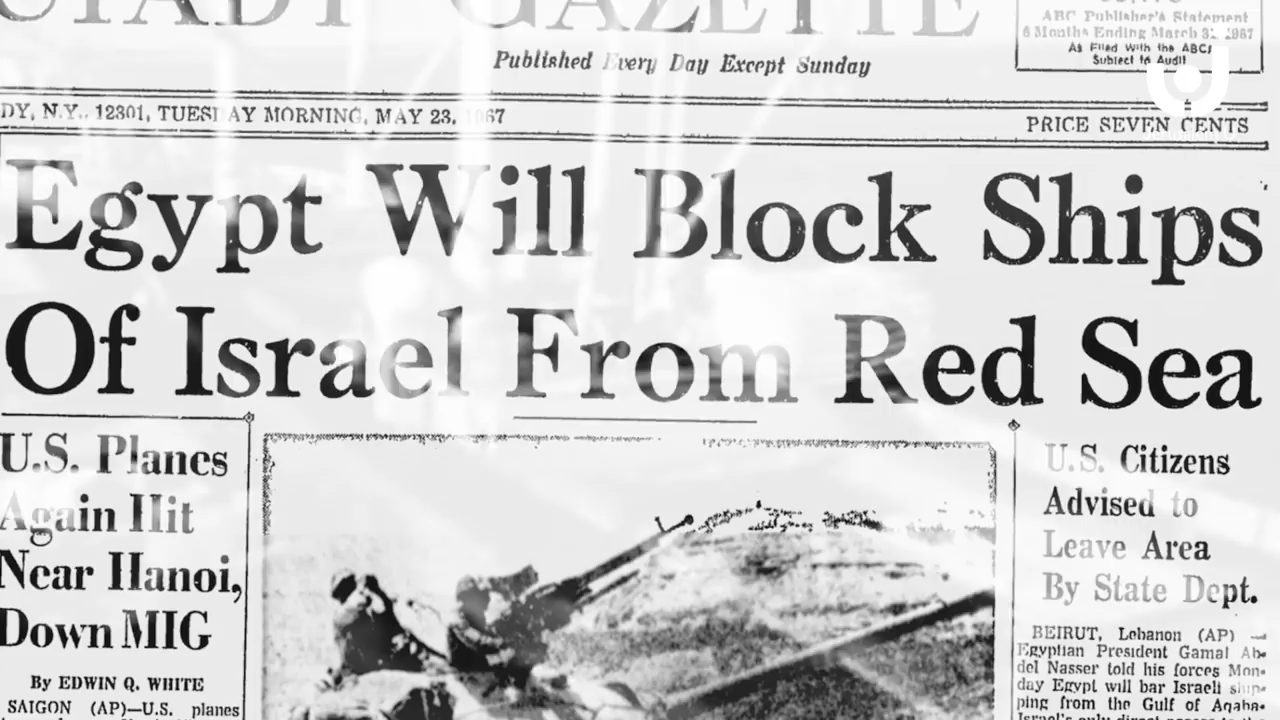 GAZETTE
Published Every Day Except Sunday
ABC Publisher's Statement
6 Months Ending March 31, 1967
As Filed With the ABC
Subject to Audit
DY, N.Y., 12301, TUESDAY MORNING, MAY 23, 1967
PRICE SEVEN CENTS
Egypt Will Block Ships
Of Israel From Red Sea
U.S. Planes
Again Hit
Near Hanoi,
Down MIG
By EDWIN Q. WHITE
SAIGON (AP)—U.S. planes
U.S. Citizens
Advised to
Leave Area
By State Dept.
BEIRUT, Lebanon (AP) —
Egyptian President Gamal Ab-
del Nasser told his forces Mon-
day Egypt will bar Israeli ship-
ping from the Gulf of Aqaba-
Israel's only direct access to the